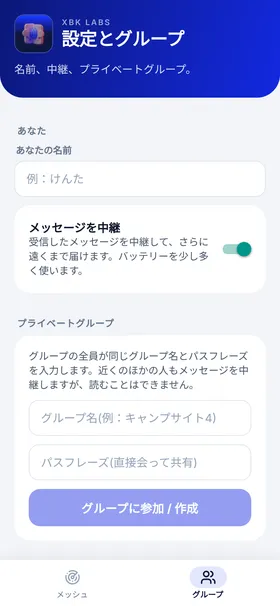 XBK LABS
設定とグループ
名前、中継、プライベートグループ。
あなた
あなたの名前
例：けんた
メッセージを中継
受信したメッセージを中継して、さらに
遠くまで届けます。バッテリーを少し多
く使います。
プライベートグループ
グループの全員が同じグループ名とパスフレーズ
を入力します。近くのほかの人もメッセージを中
継しますが、読むことはできません。
グループ名(例：キャンプサイト4)
パスフレーズ(直接会って共有)
グループに参加 / 作成
メッシュ
グループ